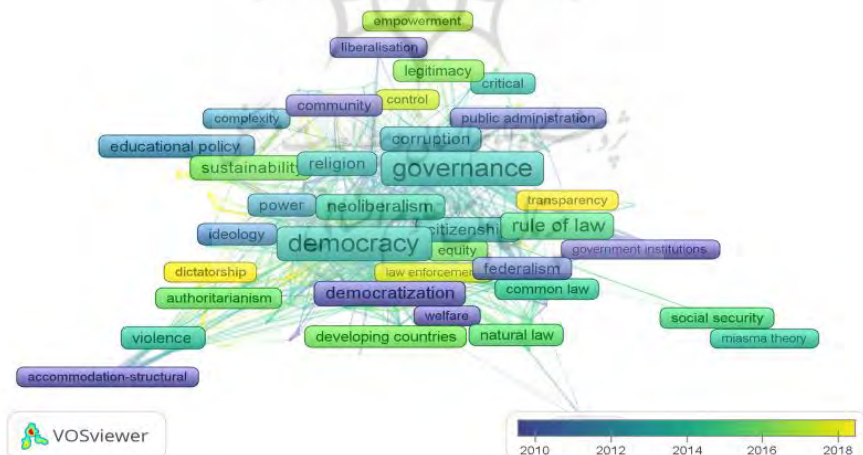 empowerment
liberalisation
legitimacy
critical
community
control
complexity
public administration
educational policy
corruption
sustainability
religion
governance
power
neoliberalism
transparency
ideology
democracy
citizenshi
rule of law
equity
government institutions
dictatorship
law enforcemen
federalism
authoritarianism
democratization
common law
welfare
social security
violence
developing countries
natural law
miasma theory
accommodation-structural
VOSviewer
2010 2012 2014 2016 2018